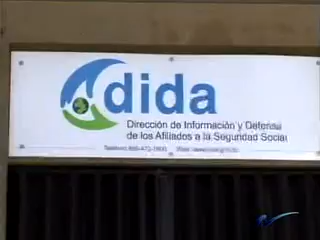 dida
Dirección de Información y Defensa
de los Afiliados a la Seguridad Social